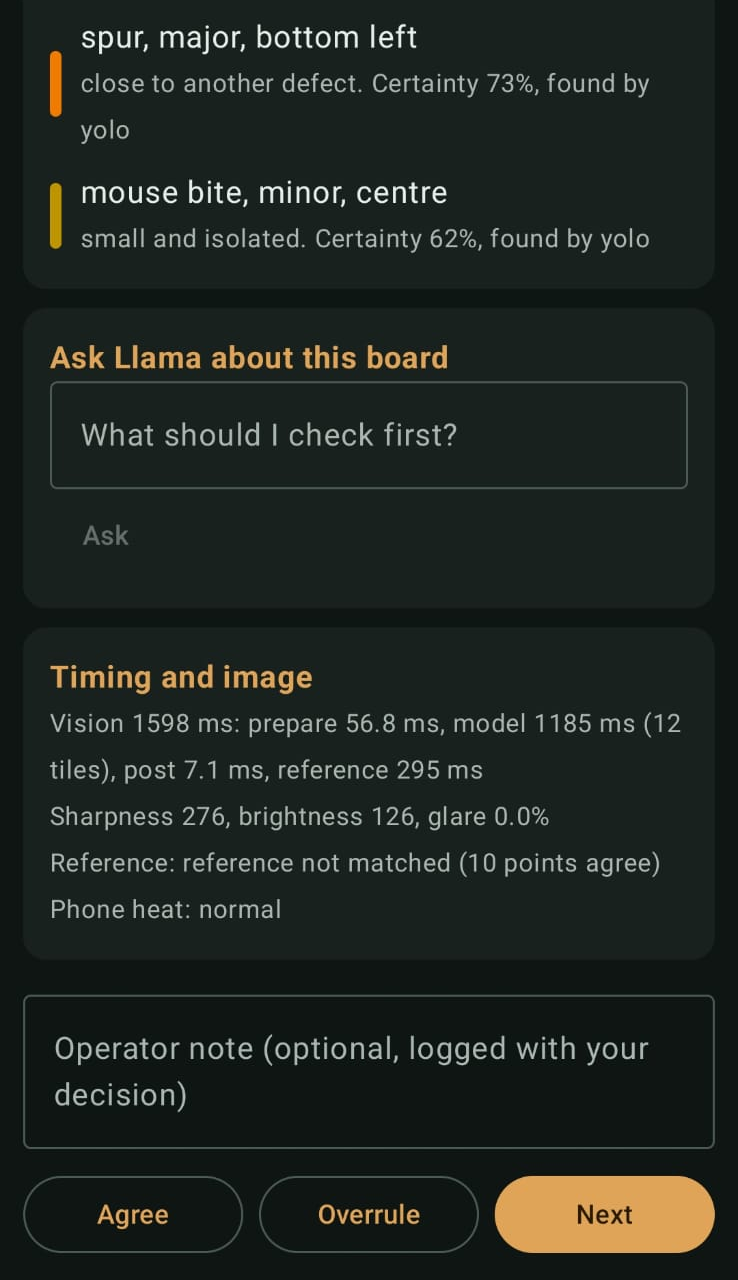 spur, major, bottom left
close to another defect. Certainty 73%, found by
yolo
mouse bite, minor, centre
small and isolated. Certainty 62%, found by yolo
Ask Llama about this board
What should I check first?
Ask
Timing and image
Vision 1598 ms: prepare 56.8 ms, model 1185 ms (12
tiles), post 7.1 ms, reference 295 ms
Sharpness 276, brightness 126, glare 0.0%
Reference: reference not matched (10 points agree)
Phone heat: normal
Operator note (optional, logged with your
decision)
Agree
Overrule
Next